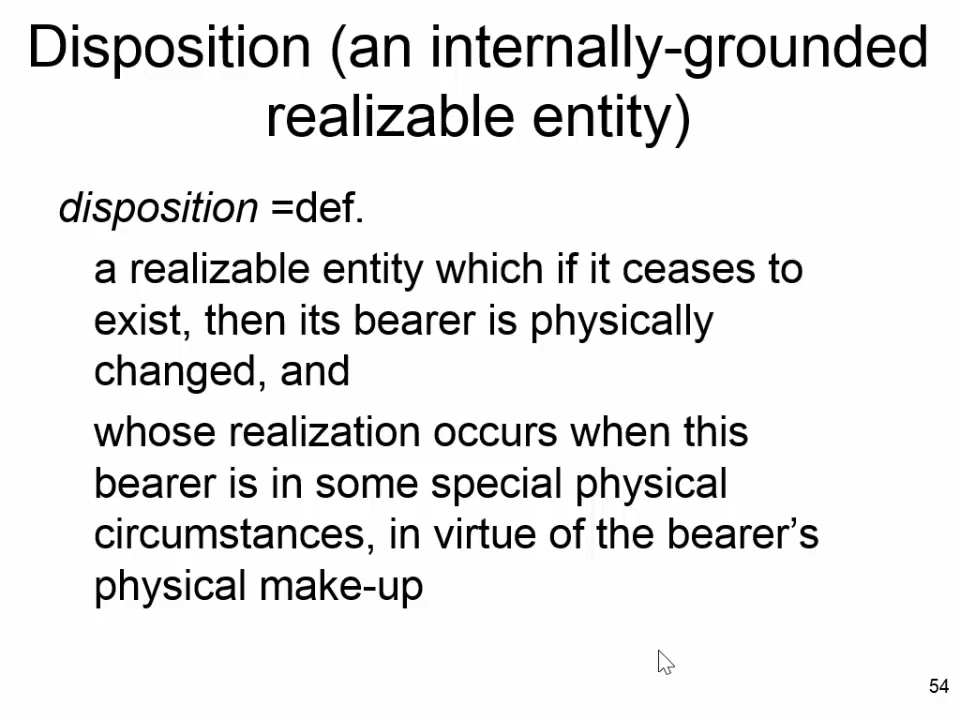 Disposition (an internally-grounded
realizable entity)
disposition =def.
a realizable entity which if it ceases to
exist, then its bearer is physically
changed, and
whose realization occurs when this
bearer is in some special physical
circumstances, in virtue of the bearer’s
physical make-up
54